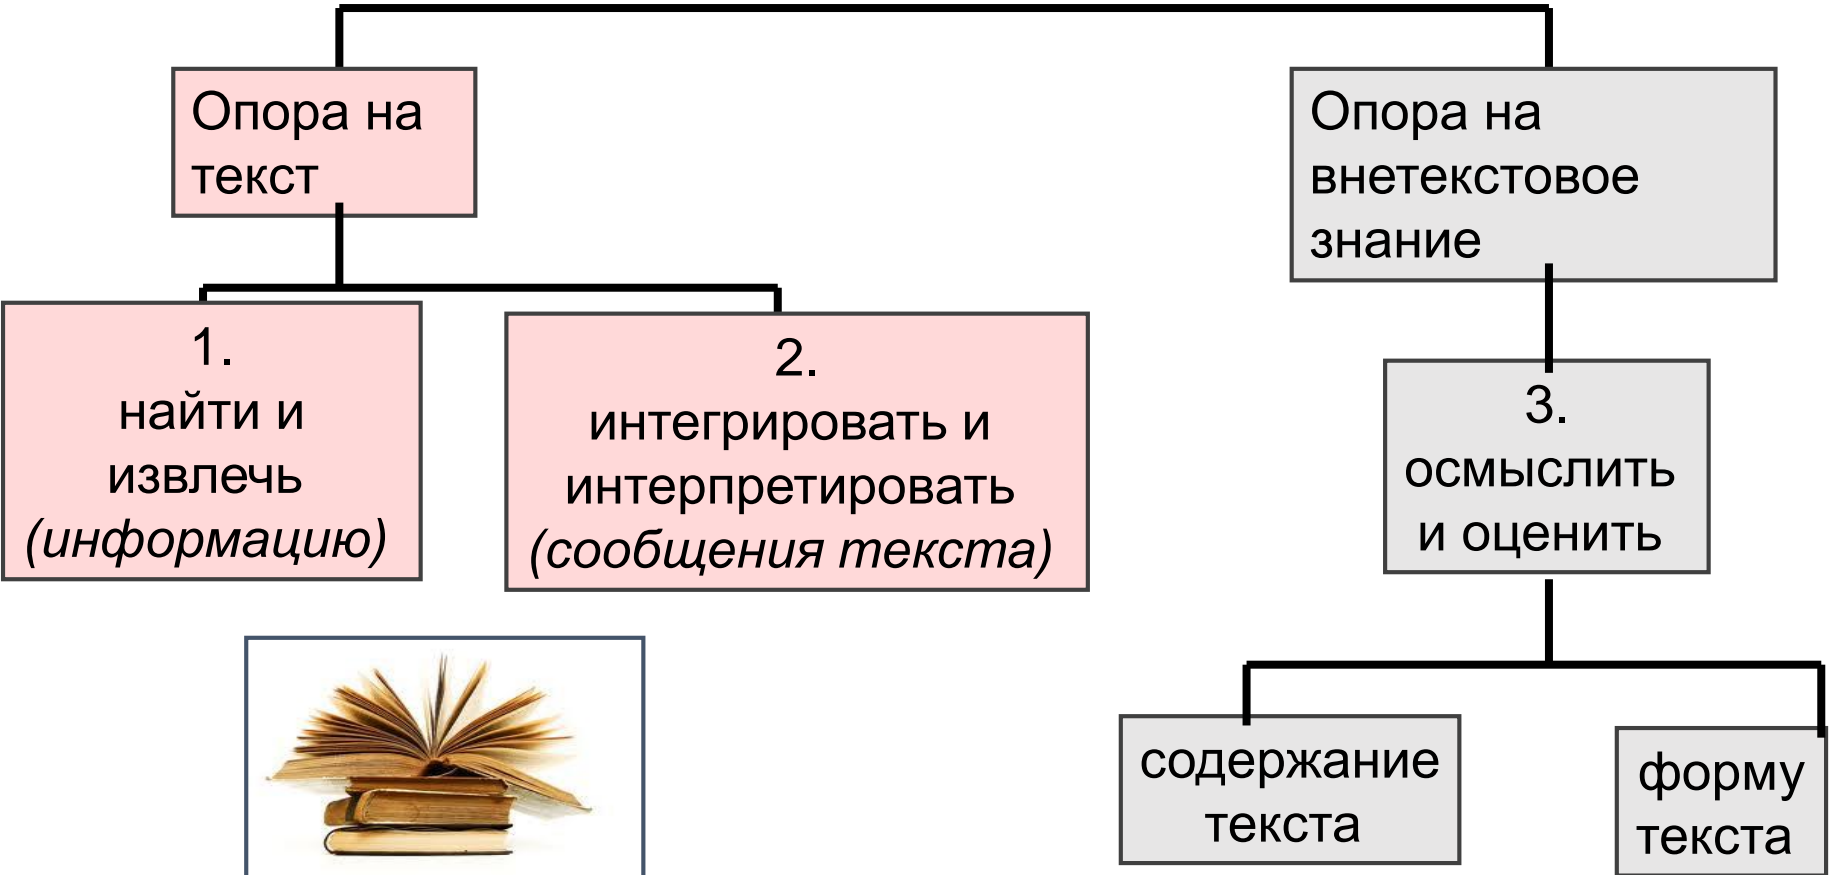 Опора на
текст
Опора на
внетекстовое
знание
1.
найти и
извлечь
(информацию)
2.
интегрировать и
интерпретировать
(сообщения текста)
3.
осмыслить
и оценить
содержание
текста
форму
текста